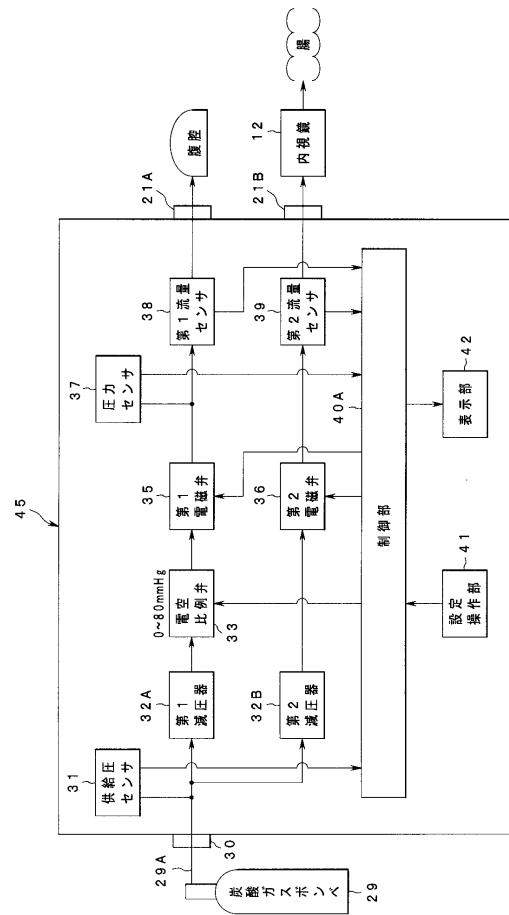 45
31
供給圧
センサ
37
圧力
センサ
21A
腹腔
32A
第1
減圧器
0~80mmHg
電空
比例弁
33
35
第1
電磁弁
38
第1流量
センサ
30
29A
炭酸ガスボンベ
29
32B
第2
減圧器
36
第2
電磁弁
39
第2流量
センサ
21B
12
内視鏡
腸
40A
制御部
41
設定
操作部
42
表示部